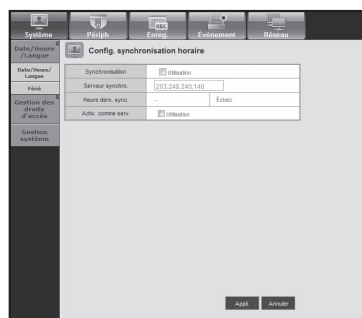 Système
Périph
Enreg.
Evénement
Réseau
Date/Heure
/Langue
Date/Heure/
Langue
Férié
Gestion des
droits
d'accès
Gestion
système
Config. synchronisation horaire
Synchronisation
Utilisation
Serveur synchro.
203.248.240.140
Heure dern. sync.
-
Échec
Activ. comme serv.
Utilisation
Appl.
Annuler